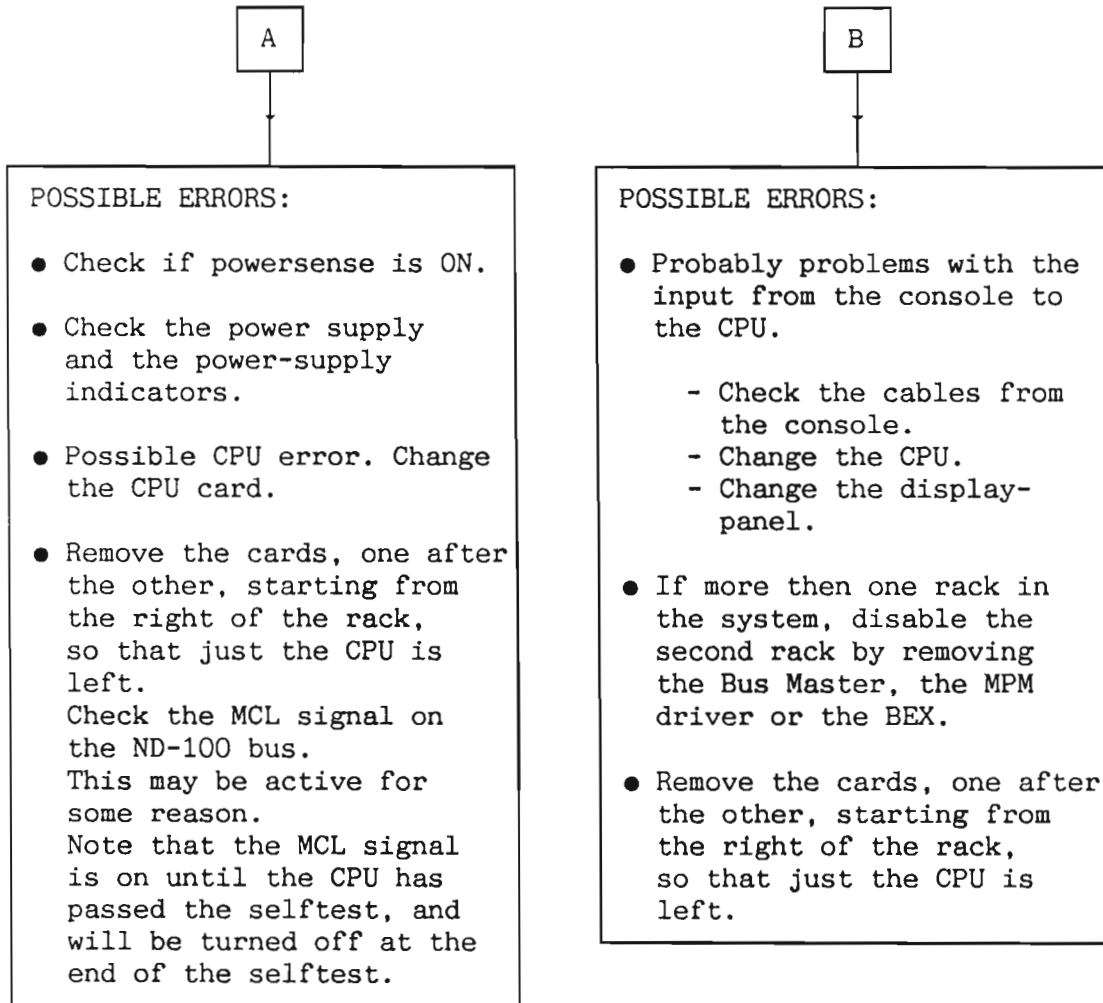 A
POSSIBLE ERRORS:
● Check if powersense is ON.
● Check the power supply
and the power-supply
indicators.
● Possible CPU error. Change
the CPU card.
● Remove the cards, one after
the other, starting from
the right of the rack,
so that just the CPU is
left.
Check the MCL signal on
the ND-100 bus.
This may be active for
some reason.
Note that the MCL signal
is on until the CPU has
passed the selftest, and
will be turned off at the
end of the selftest.
B
POSSIBLE ERRORS:
● Probably problems with the
input from the console to
the CPU.
- Check the cables from
the console.
- Change the CPU.
- Change the display-
panel.
● If more then one rack in
the system, disable the
second rack by removing
the Bus Master, the MPM
driver or the BEX.
● Remove the cards, one after
the other, starting from
the right of the rack,
so that just the CPU is
left.